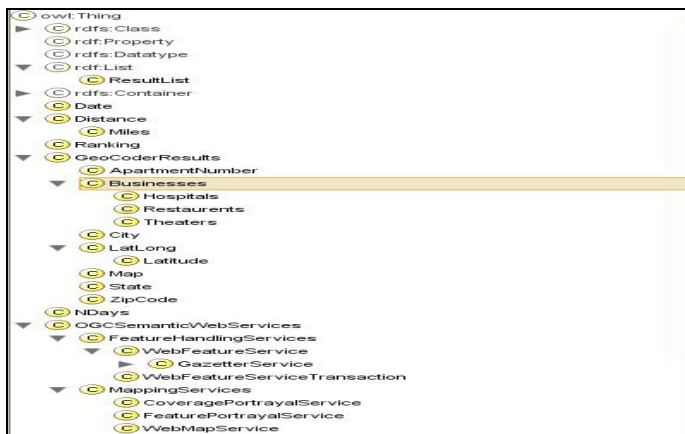 owl:Thing
rdfs:Class
rdf:Property
rdfs:Datatype
rdf:List
ResultList
rdfs:Container
Date
Distance
Miles
Ranking
GeoCoderResults
ApartmentNumber
Businesses
Hospitals
Restaurents
Theaters
City
LatLong
Latitude
Map
State
ZipCode
NDays
OGCSemanticWebServices
FeatureHandlingServices
WebFeatureService
GazetterService
WebFeatureServiceTransaction
MappingServices
CoveragePortrayalService
FeaturePortrayalService
WebMapService